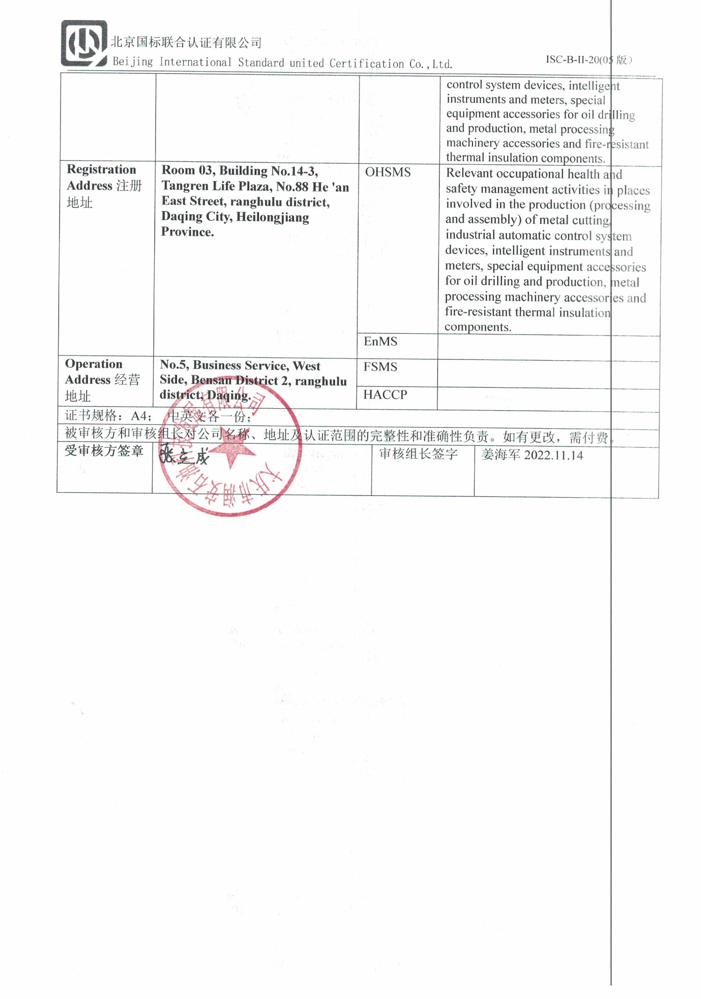 北京国标联合认证有限公司
Beijing International Standard united Certification Co.,Ltd.
ISC-B-II-20(05 版）
control system devices, intelligent
instruments and meters, special
equipment accessories for oil drilling
and production, metal processing
machinery accessories and fire-resistant
thermal insulation components.
Registration
Address 注册
地址
Room 03, Building No.14-3,
Tangren Life Plaza, No.88 He 'an
East Street, ranghulu district,
Daqing City, Heilongjiang
Province.
OHSMS
Relevant occupational health and
safety management activities in places
involved in the production (processing
and assembly) of metal cutting,
industrial automatic control system
devices, intelligent instruments and
meters, special equipment accessories
for oil drilling and production, metal
processing machinery accessories and
fire-resistant thermal insulation
components.
EnMS
Operation
Address 经营
地址
No.5, Business Service, West
Side, Bensan District 2, ranghulu
district, Daqing.
FSMS
HACCP
证书规格：A4； 中英文各一份；
被审核方和审核组长对公司名称、地址及认证范围的完整性和准确性负责。如有更改，需付费。
受审核方签章
张立成
审核组长签字
姜海军 2022.11.14
大庆市润安石油科技发展有限公司